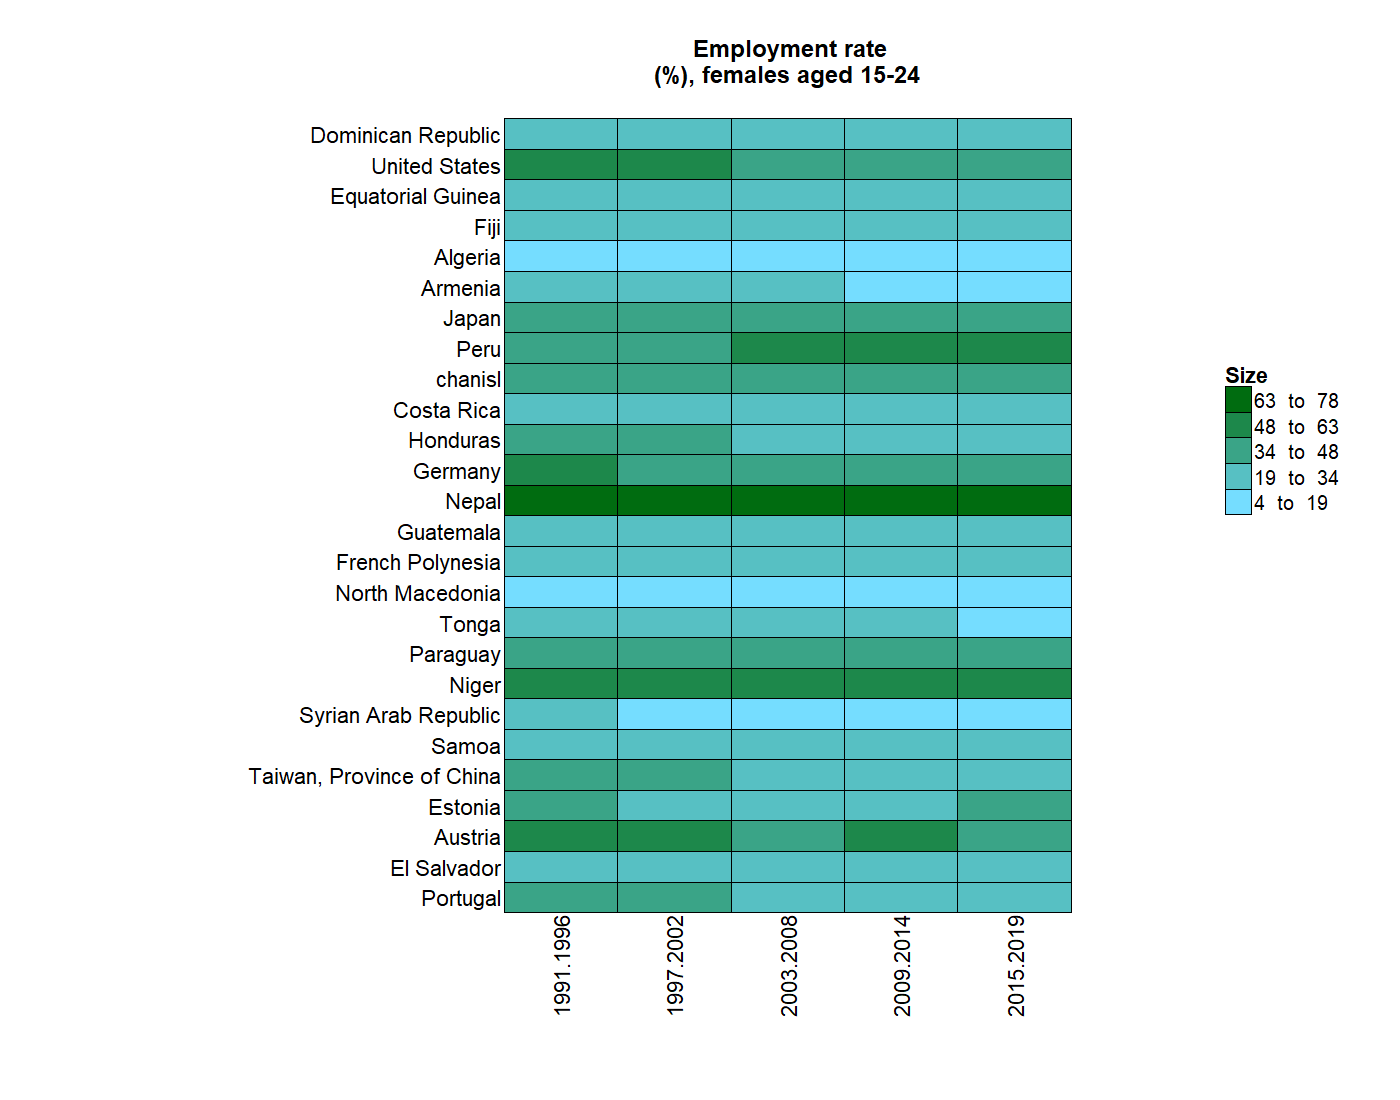 Employment rate
(%), females aged 15-24
Dominican Republic
United States
Equatorial Guinea
Fiji
Algeria
Armenia
Japan
Peru
chanisl
Costa Rica
Honduras
Germany
Nepal
Guatemala
French Polynesia
North Macedonia
Tonga
Paraguay
Niger
Syrian Arab Republic
Samoa
Taiwan, Province of China
Estonia
Austria
El Salvador
Portugal
1991.1996
1997.2002
2003.2008
2009.2014
2015.2019
Size
63 to 78
48 to 63
34 to 48
19 to 34
4 to 19